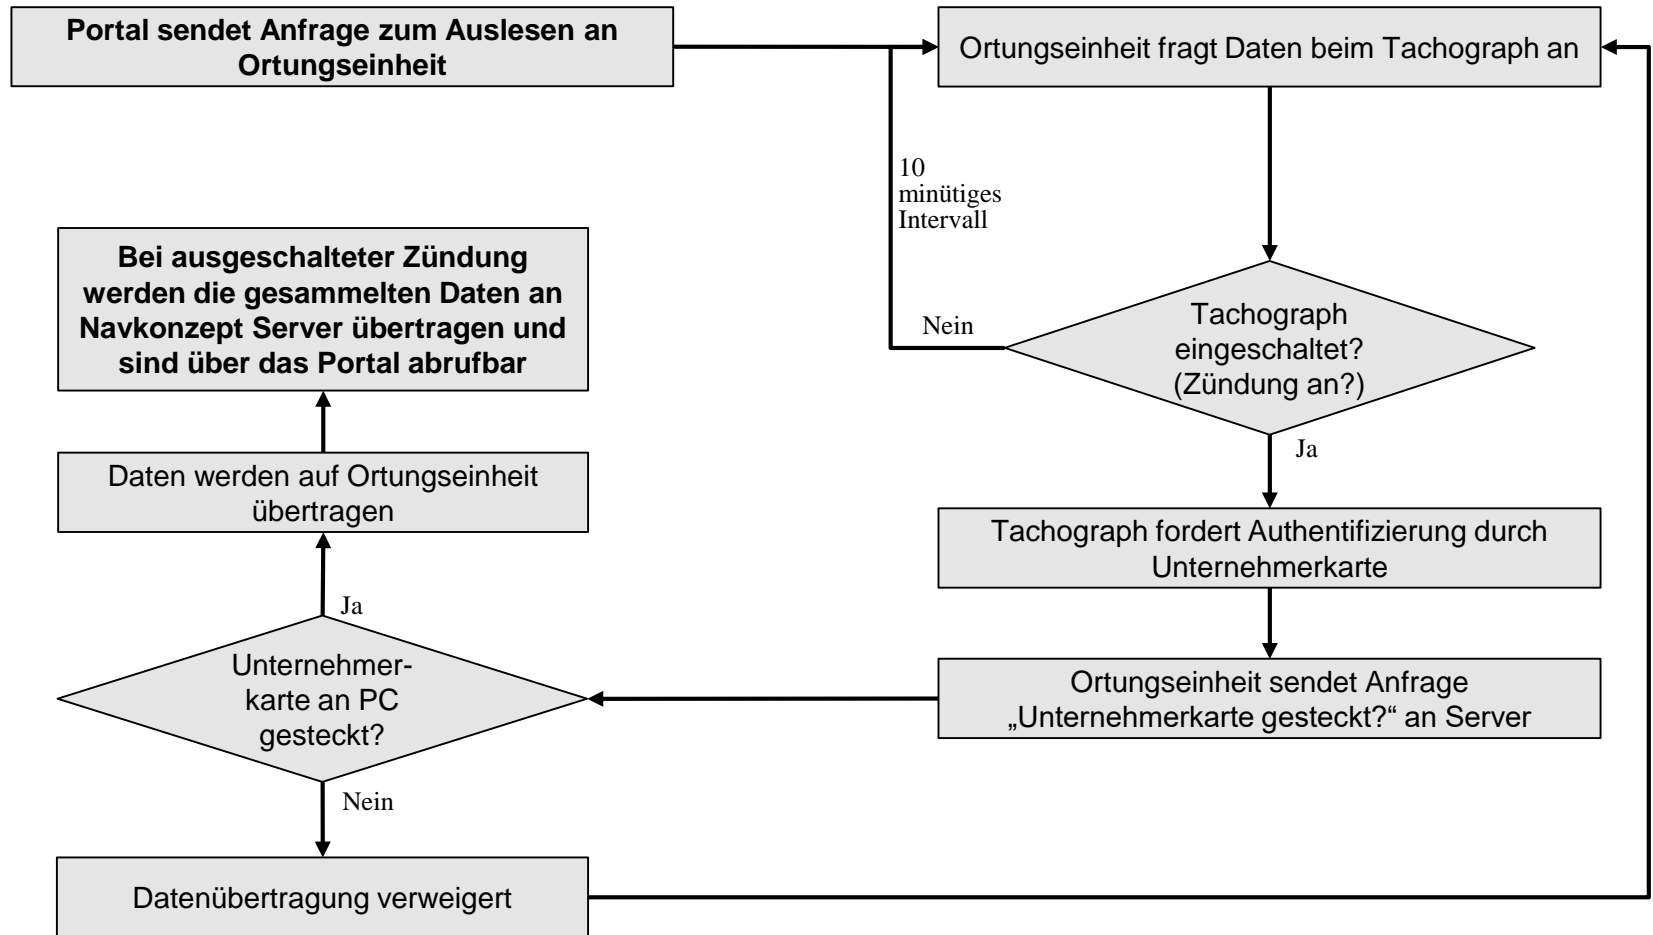 Portal sendet Anfrage zum Auslesen an
Ortungseinheit
Ortungseinheit fragt Daten beim Tachograph an
10
minütiges
Intervall
Nein
Tachograph
eingeschaltet?
(Zündung an?)
Ja
Tachograph fordert Authentifizierung durch
Unternehmerkarte
Ortungseinheit sendet Anfrage
„Unternehmerkarte gesteckt?“ an Server
Unternehmer-
karte an PC
gesteckt?
Ja
Daten werden auf Ortungseinheit
übertragen
Bei ausgeschalteter Zündung
werden die gesammelten Daten an
Navkonzept Server übertragen und
sind über das Portal abrufbar
Nein
Datenübertragung verweigert